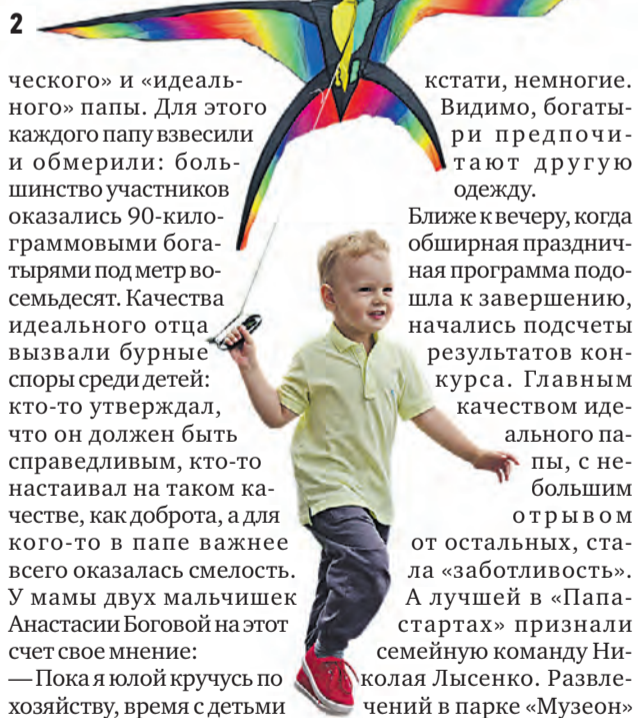 2
ческого» и «идеаль-
ного» папы. Для этого
каждого папу взвесили
и обмерили: боль-
шинство участников
оказались 90-кило-
граммовыми бога-
тырями под метр во-
семьдесят. Качества
идеального отца
вызвали бурные
споры среди детей:
кто-то утверждал,
что он должен быть
справедливым, кто-то
настаивал на таком ка-
честве, как доброта, а для
кого-то в папе важнее
всего оказалась смелость.
У мамы двух мальчишек
Анастасии Боговой на этот
счет свое мнение:
— Пока я юлой кручусь по
хозяйству, время с детьми
кстати, немногие.
Видимо, богаты-
ри предпочи-
тают другую
одежду.
Ближе к вечеру, когда
обширная празднич-
ная программа подо-
шла к завершению,
начались подсчеты
результатов кон-
курса. Главным
качеством иде-
ального па-
пы, с не-
большим
отрывом
от остальных, ста-
ла «заботливость».
А лучшей в «Папа-
стартах» признали
семейную команду Ни-
колая Лысенко. Развле-
чений в парке «Музеон»